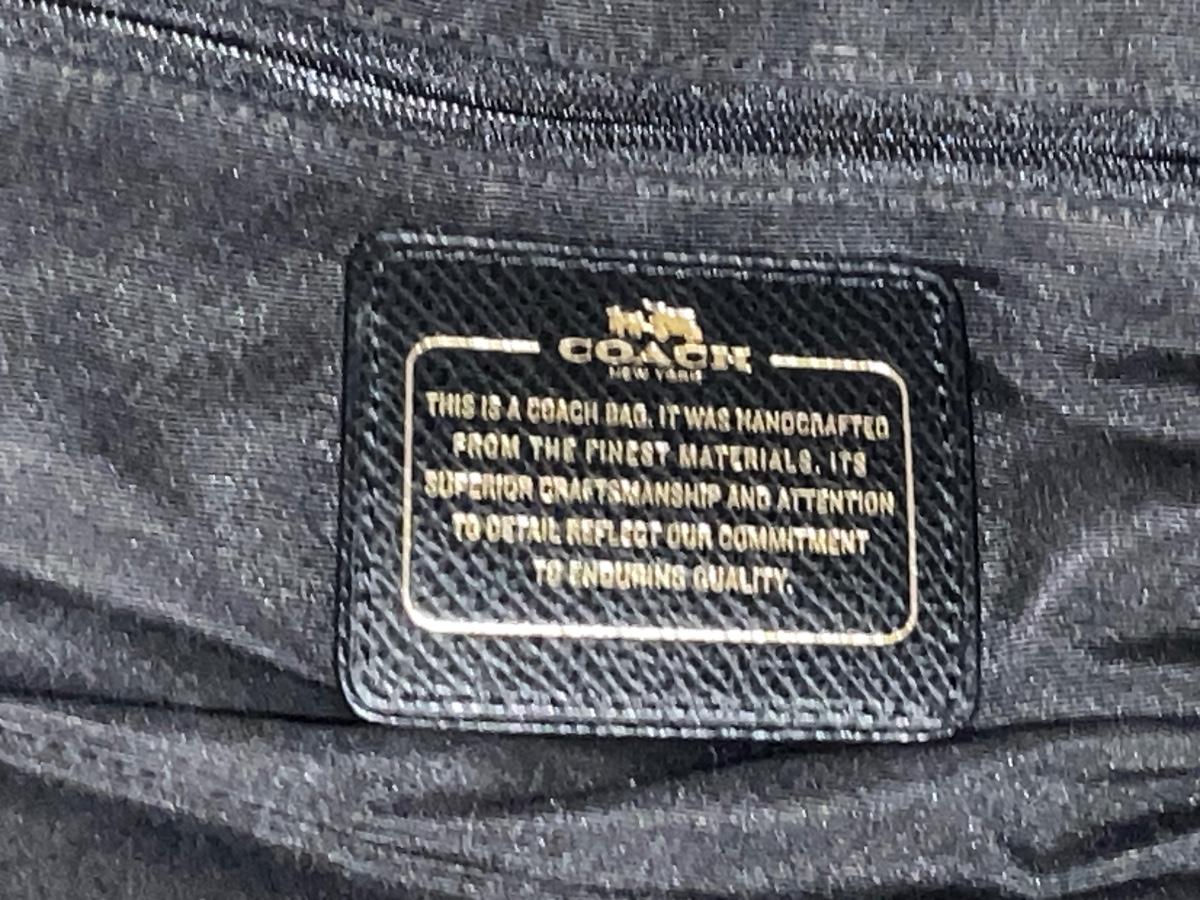 COACH
NEW YORK
THIS IS A COACH BAG. IT WAS HANDCRAFTED
FROM THE FINEST MATERIALS. ITS
SUPERIOR CRAFTSMANSHIP AND ATTENTION
TO DETAIL REFLECT OUR COMMITMENT
TO ENDURING QUALITY.